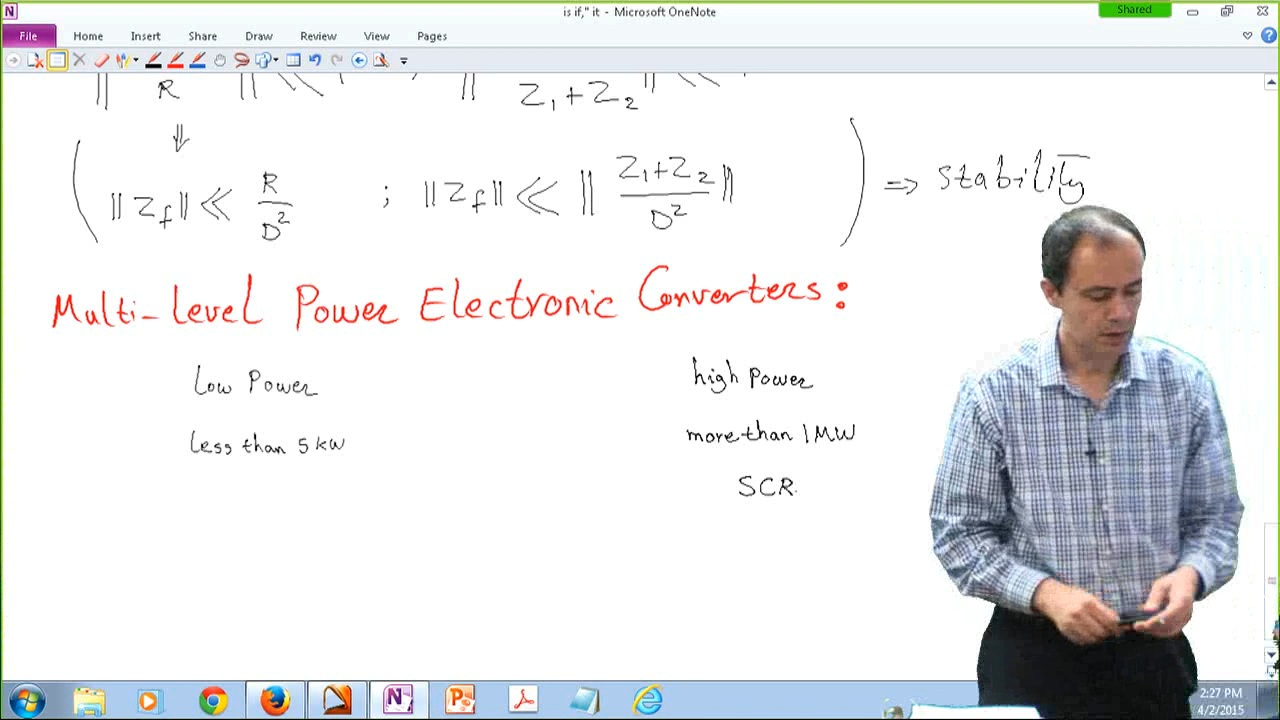 is if," it - Microsoft OneNote
Shared
File Home Insert Share Draw Review View Pages
R
Z₁+Z₂
( ||Z_f|| << R/D² ; ||Z_f|| << ||(Z₁+Z₂)/D²|| ) => stability
Multi-level Power Electronic Converters:
Low Power high Power
less than 5 kW more than 1 MW
SCR
2:27 PM
4/2/2015